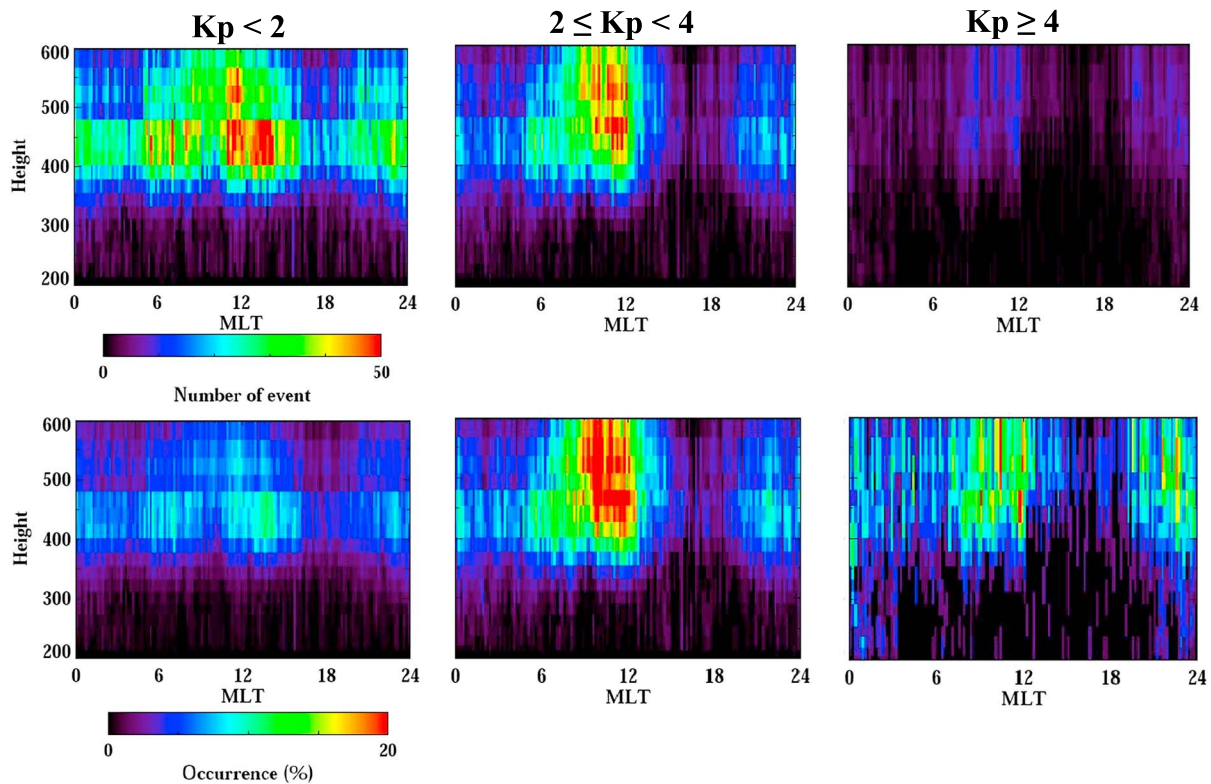 Kp < 2
2 ≤ Kp < 4
Kp ≥ 4
600
500
400
300
200
Height
0 6 12 18 24
MLT
0 6 12 18 24
MLT
0 6 12 18 24
MLT
0 50
Number of event
600
500
400
300
200
Height
0 6 12 18 24
MLT
0 6 12 18 24
MLT
0 6 12 18 24
MLT
0 20
Occurrence (%)